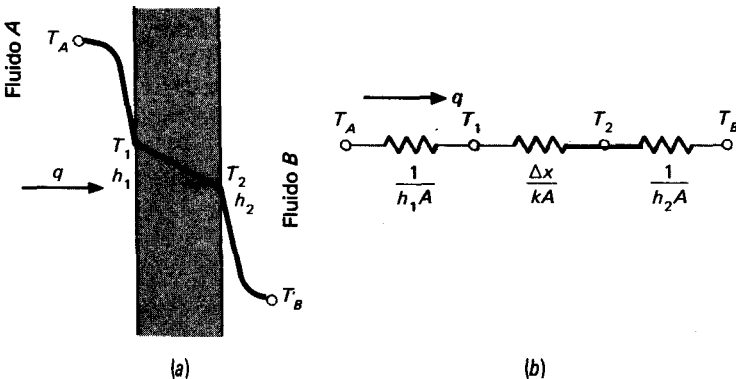 Fluido A
T_A
T_1
h_1
q
T_2
h_2
Fluido B
T_B
(a)
q
T_A
T_1
T_2
T_B
1/(h_1A)
Δx/(kA)
1/(h_2A)
(b)